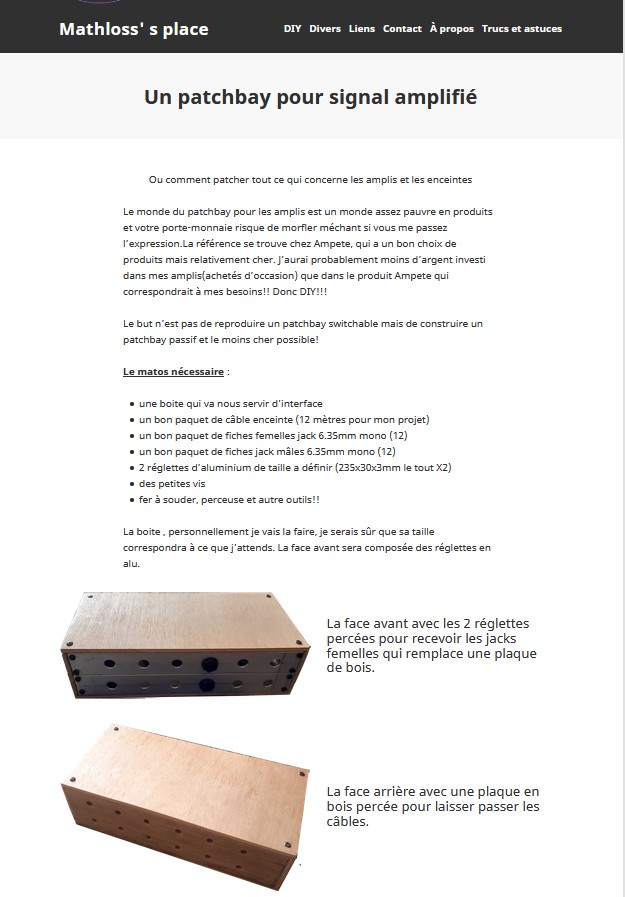 Mathloss' s place
DIY Divers Liens Contact À propos Trucs et astuces
Un patchbay pour signal amplifié
Ou comment patcher tout ce qui concerne les amplis et les enceintes
Le monde du patchbay pour les amplis est un monde assez pauvre en produits
et votre porte-monnaie risque de morfler méchant si vous me passez
l'expression.La référence se trouve chez Ampete, qui a un bon choix de
produits mais relativement cher. J'aurai probablement moins d'argent investi
dans mes amplis(achetés d'occasion) que dans le produit Ampete qui
correspondrait à mes besoins!! Donc DIY!!!
Le but n'est pas de reproduire un patchbay switchable mais de construire un
patchbay passif et le moins cher possible!
Le matos nécessaire :
une boite qui va nous servir d'interface
un bon paquet de câble enceinte (12 mètres pour mon projet)
un bon paquet de fiches femelles jack 6.35mm mono (12)
un bon paquet de fiches jack mâles 6.35mm mono (12)
2 réglettes d'aluminium de taille a définir (235x30x3mm le tout X2)
des petites vis
fer à souder, perceuse et autre outils!!
La boite , personnellement je vais la faire, je serais sûr que sa taille
correspondra à ce que j'attends. La face avant sera composée des réglettes en
alu.
La face avant avec les 2 réglettes
percées pour recevoir les jacks
femelles qui remplace une plaque
de bois.
La face arrière avec une plaque en
bois percée pour laisser passer les
câbles.